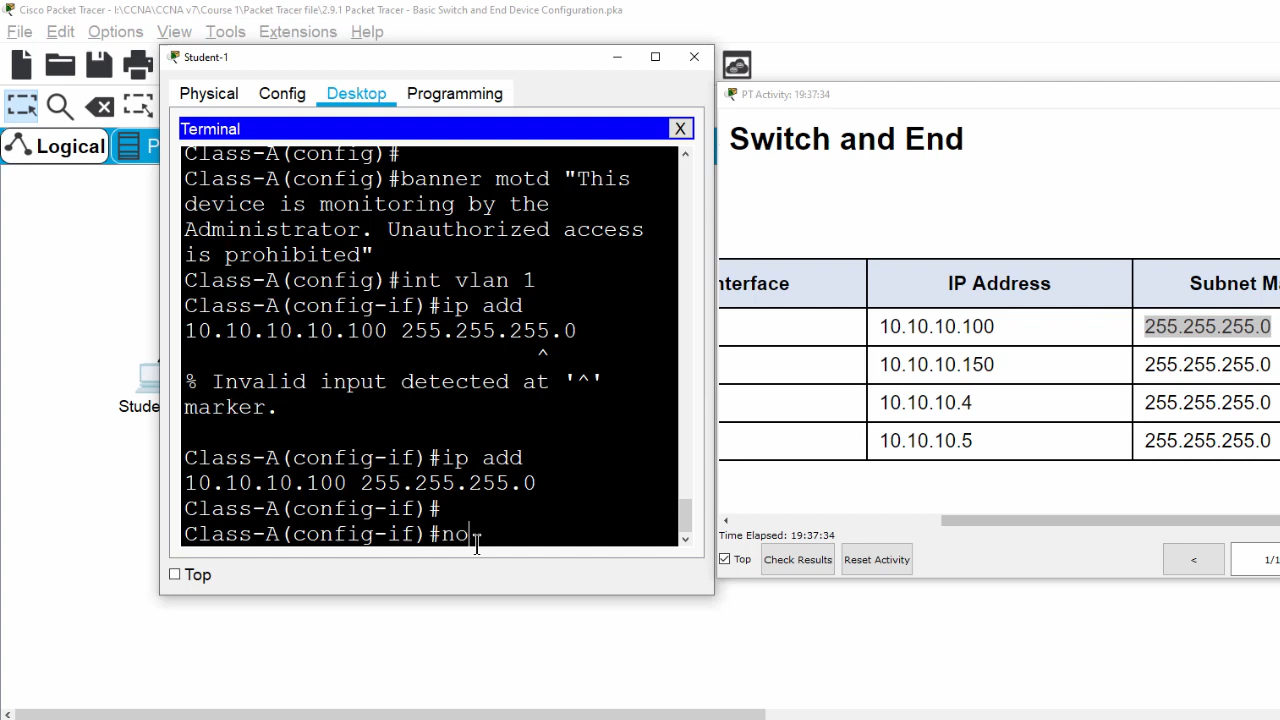 Cisco Packet Tracer - I:\CCNA\CCNA v7\Course 1\Packet Tracer file\2.9.1 Packet Tracer - Basic Switch and End Device Configuration.pka
File Edit Options View Tools Extensions Help
Student-1
Physical Config Desktop Programming
Terminal
Class-A(config)#
Class-A(config)#banner motd "This
device is monitoring by the
Administrator. Unauthorized access
is prohibited"
Class-A(config)#int vlan 1
Class-A(config-if)#ip add
10.10.10.10.100 255.255.255.0
^
% Invalid input detected at '^'
marker.
Class-A(config-if)#ip add
10.10.10.100 255.255.255.0
Class-A(config-if)#
Class-A(config-if)#no
Top
Logical
P
Stude
PT Activity: 19:37:34
Switch and End
nterface IP Address Subnet Ma
10.10.10.100 255.255.255.0
10.10.10.150 255.255.255.0
10.10.10.4 255.255.255.0
10.10.10.5 255.255.255.0
Time Elapsed: 19:37:34
Top Check Results Reset Activity < 1/1